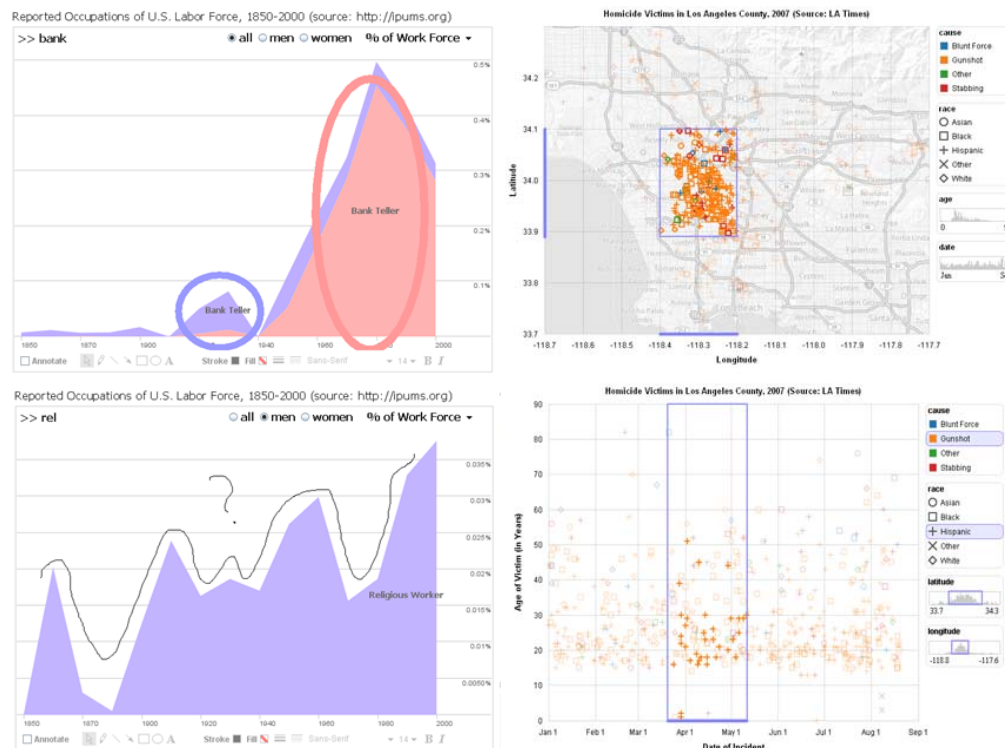 Reported Occupations of U.S. Labor Force, 1850-2000 (source: http://ipums.org)
>> bank
all men women % of Work Force
0.5%
0.4%
0.3%
0.2%
0.1%
Bank Teller
Bank Teller
1850 1900 1940 1960 2000
Annotate A Stroke Fill Sans-Serif 14 B I
Homicide Victims in Los Angeles County, 2007 (Source: LA Times)
Latitude
34.2
34.1
34.0
33.9
33.8
33.7
-118.7 -118.6 -118.5 -118.4 -118.3 -118.2 -118.1 -118.0 -117.9 -117.8 -117.7
Longitude
Long Beach
cause
Blunt Force
Gunshot
Other
Stabbing
race
Asian
Black
Hispanic
Other
White
age
0
date
Jan
Reported Occupations of U.S. Labor Force, 1850-2000 (source: http://ipums.org)
>> rel
all men women % of Work Force
?
0.035%
0.03%
0.025%
0.02%
0.015%
0.01%
0.0050%
Religious Worker
1850 1870 1900 1920 1940 1960 1980 2000
Annotate A Stroke Fill Sans-Serif 14 B I
Homicide Victims in Los Angeles County, 2007 (Source: LA Times)
Age of Victim (in Years)
90
80
70
60
50
40
30
20
10
0
Jan 1 Feb 1 Mar 1 Apr 1 May 1 Jun 1 Jul 1 Aug 1 Sep 1
Date of Incident
cause
Blunt Force
Gunshot
Other
Stabbing
race
Asian
Black
Hispanic
Other
White
latitude
33.7 34.3
longitude
-118.8 -117.6